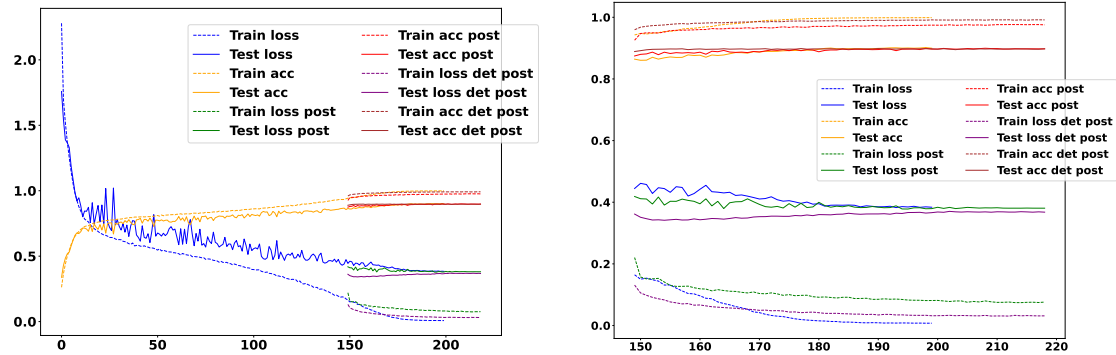 2.0
1.5
1.0
0.5
0.0
0 50 100 150 200
Train loss
Test loss
Train acc
Test acc
Train loss post
Test loss post
Train acc post
Test acc post
Train loss det post
Test loss det post
Train acc det post
Test acc det post
1.0
0.8
0.6
0.4
0.2
0.0
150 160 170 180 190 200 210 220
Train loss
Test loss
Train acc
Test acc
Train loss post
Test loss post
Train acc post
Test acc post
Train loss det post
Test loss det post
Train acc det post
Test acc det post